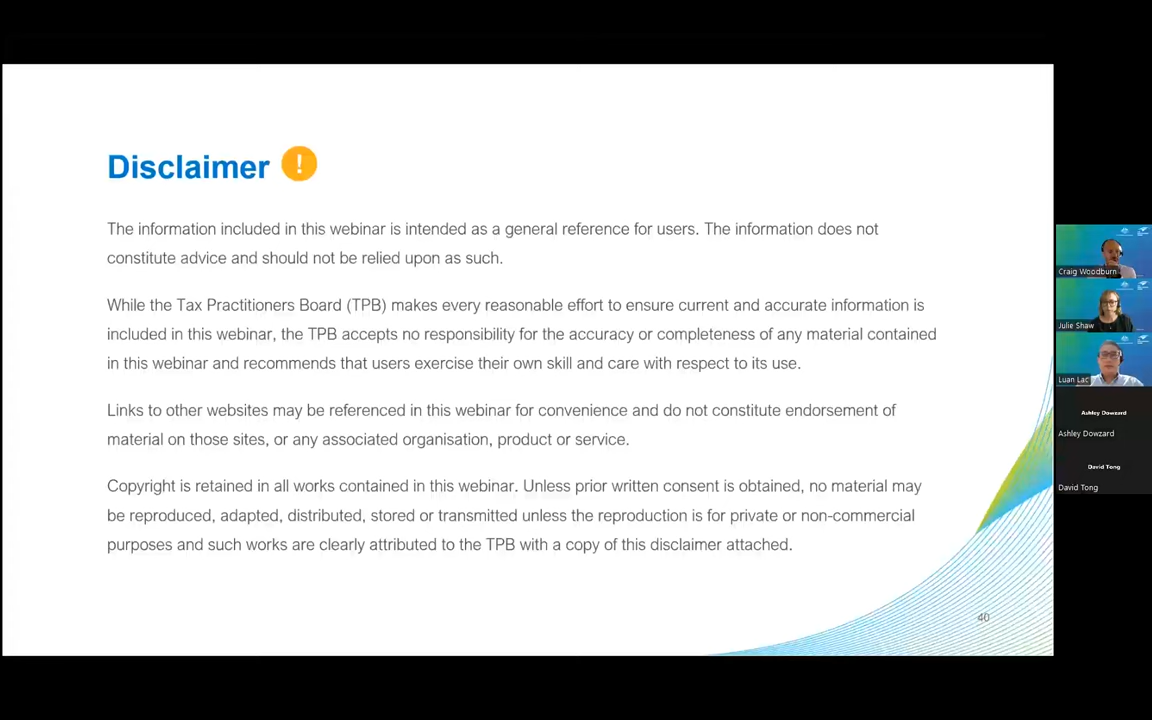 Disclaimer !
The information included in this webinar is intended as a general reference for users. The information does not
constitute advice and should not be relied upon as such.
While the Tax Practitioners Board (TPB) makes every reasonable effort to ensure current and accurate information is
included in this webinar, the TPB accepts no responsibility for the accuracy or completeness of any material contained
in this webinar and recommends that users exercise their own skill and care with respect to its use.
Links to other websites may be referenced in this webinar for convenience and do not constitute endorsement of
material on those sites, or any associated organisation, product or service.
Copyright is retained in all works contained in this webinar. Unless prior written consent is obtained, no material may
be reproduced, adapted, distributed, stored or transmitted unless the reproduction is for private or non-commercial
purposes and such works are clearly attributed to the TPB with a copy of this disclaimer attached.
40
Craig Woodburn
Julie Shaw
Luan Lac
Ashley Dowzard
Ashley Dowzard
David Tong
David Tong